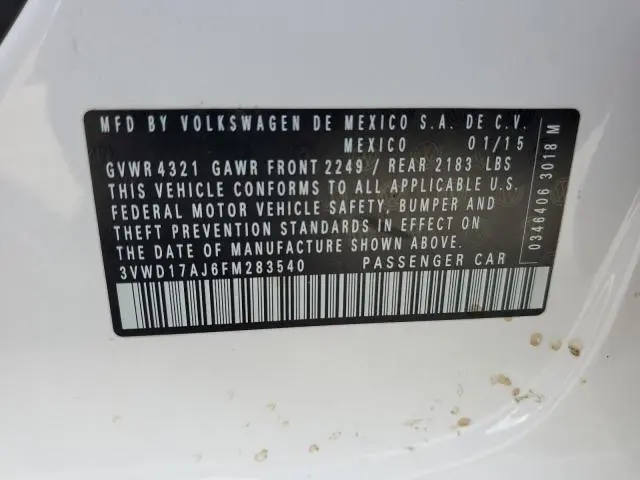 MFD BY VOLKSWAGEN DE MEXICO S.A. DE C.V.
MEXICO 01/15
GVWR 4321 GAWR FRONT 2249 / REAR 2183 LBS
THIS VEHICLE CONFORMS TO ALL APPLICABLE U.S.
FEDERAL MOTOR VEHICLE SAFETY, BUMPER AND
THEFT PREVENTION STANDARDS IN EFFECT ON
THE DATE OF MANUFACTURE SHOWN ABOVE.
3VWD17AJ6FM283540 PASSENGER CAR
0346406 3018 M